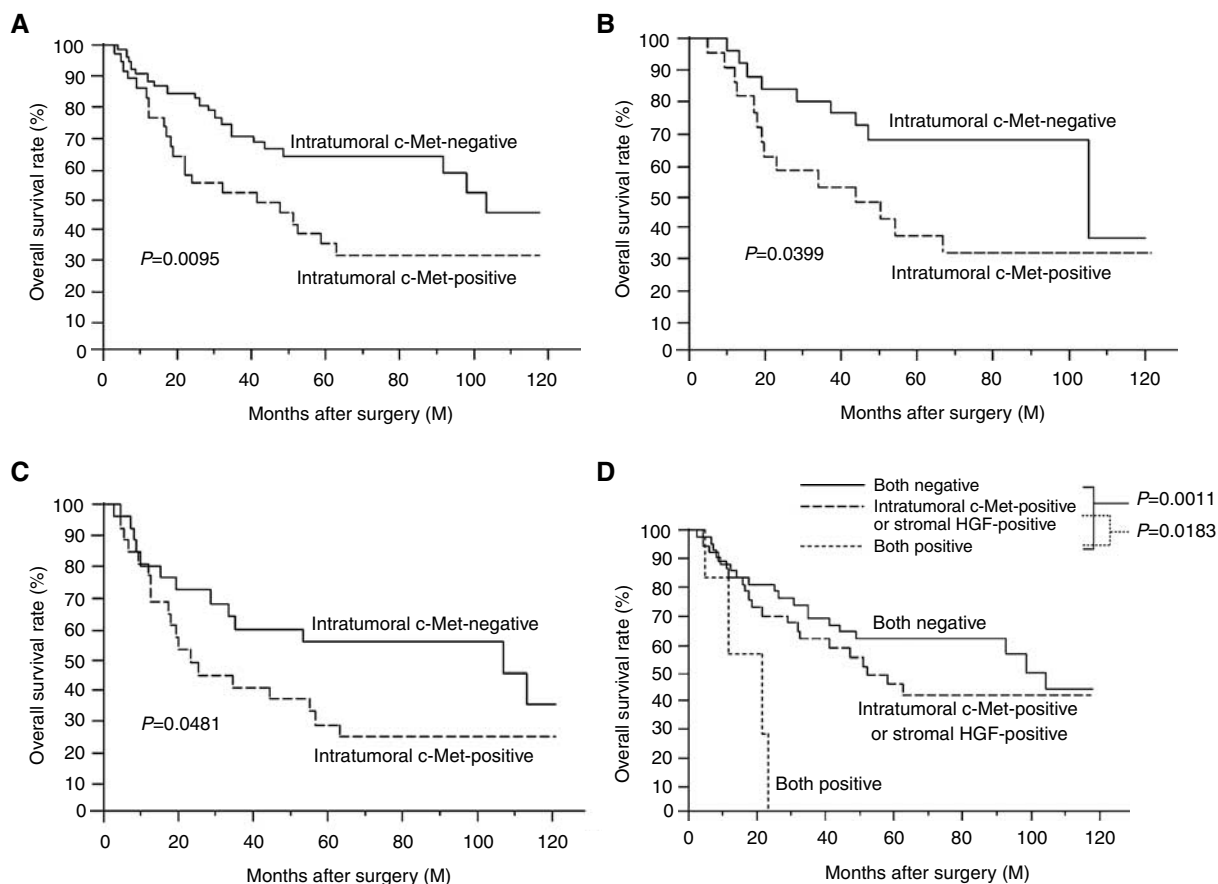 A
Overall survival rate (%)
100
90
80
70
60
50
40
30
20
10
0
Intratumoral c-Met-negative
P=0.0095
Intratumoral c-Met-positive
0 20 40 60 80 100 120
Months after surgery (M)
B
Overall survival rate (%)
100
90
80
70
60
50
40
30
20
10
0
Intratumoral c-Met-negative
P=0.0399
Intratumoral c-Met-positive
0 20 40 60 80 100 120
Months after surgery (M)
C
Overall survival rate (%)
100
90
80
70
60
50
40
30
20
10
0
Intratumoral c-Met-negative
P=0.0481
Intratumoral c-Met-positive
0 20 40 60 80 100 120
Months after surgery (M)
D
Both negative
Intratumoral c-Met-positive
or stromal HGF-positive
Both positive
P=0.0011
P=0.0183
Overall survival rate (%)
100
90
80
70
60
50
40
30
20
10
0
Both negative
Intratumoral c-Met-positive
or stromal HGF-positive
Both positive
0 20 40 60 80 100 120
Months after surgery (M)